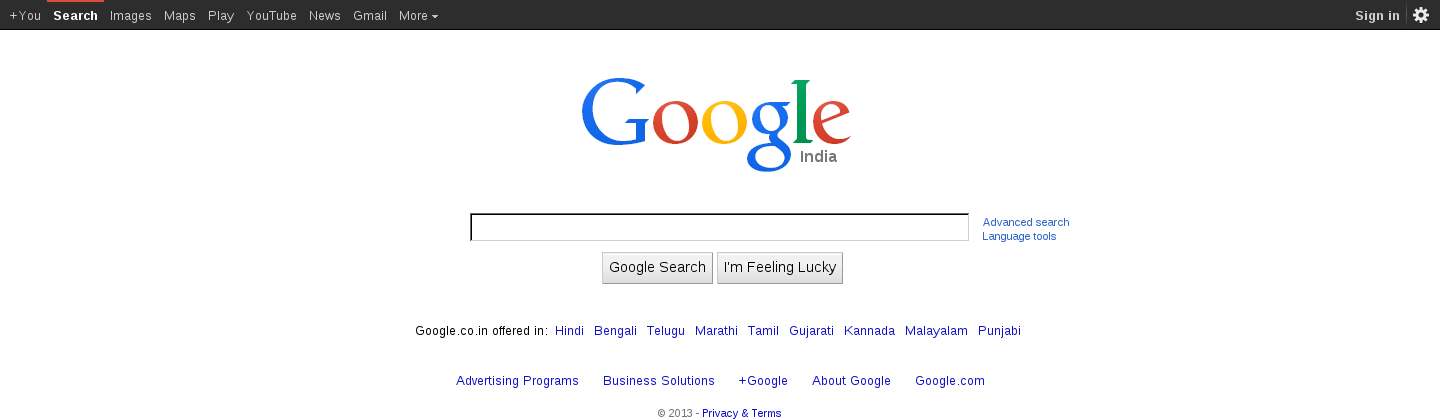 +You Search Images Maps Play YouTube News Gmail More Sign in
Google
India
Advanced search
Language tools
Google Search I'm Feeling Lucky
Google.co.in offered in: Hindi Bengali Telugu Marathi Tamil Gujarati Kannada Malayalam Punjabi
Advertising Programs Business Solutions +Google About Google Google.com
© 2013 - Privacy & Terms